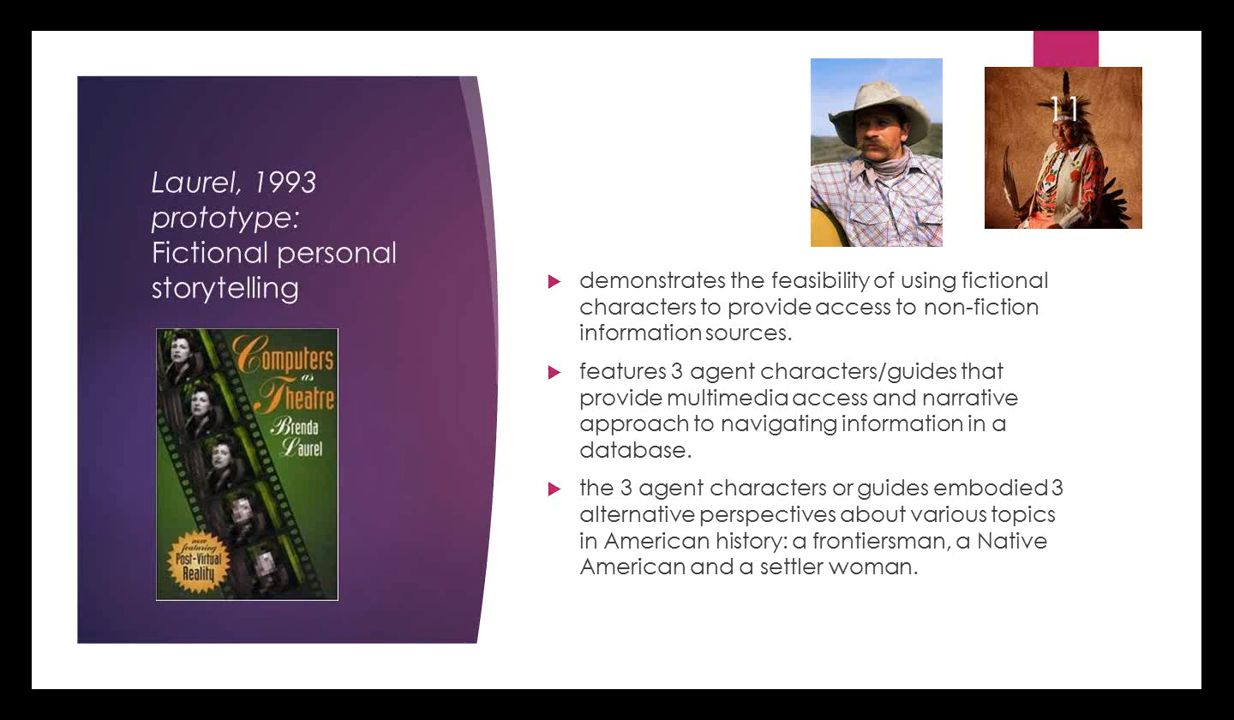 11
Laurel, 1993
prototype:
Fictional personal
storytelling
Computers
as
Theatre
Brenda
Laurel
now
featuring
Post-Virtual
Reality
demonstrates the feasibility of using fictional
characters to provide access to non-fiction
information sources.
features 3 agent characters/guides that
provide multimedia access and narrative
approach to navigating information in a
database.
the 3 agent characters or guides embodied 3
alternative perspectives about various topics
in American history: a frontiersman, a Native
American and a settler woman.